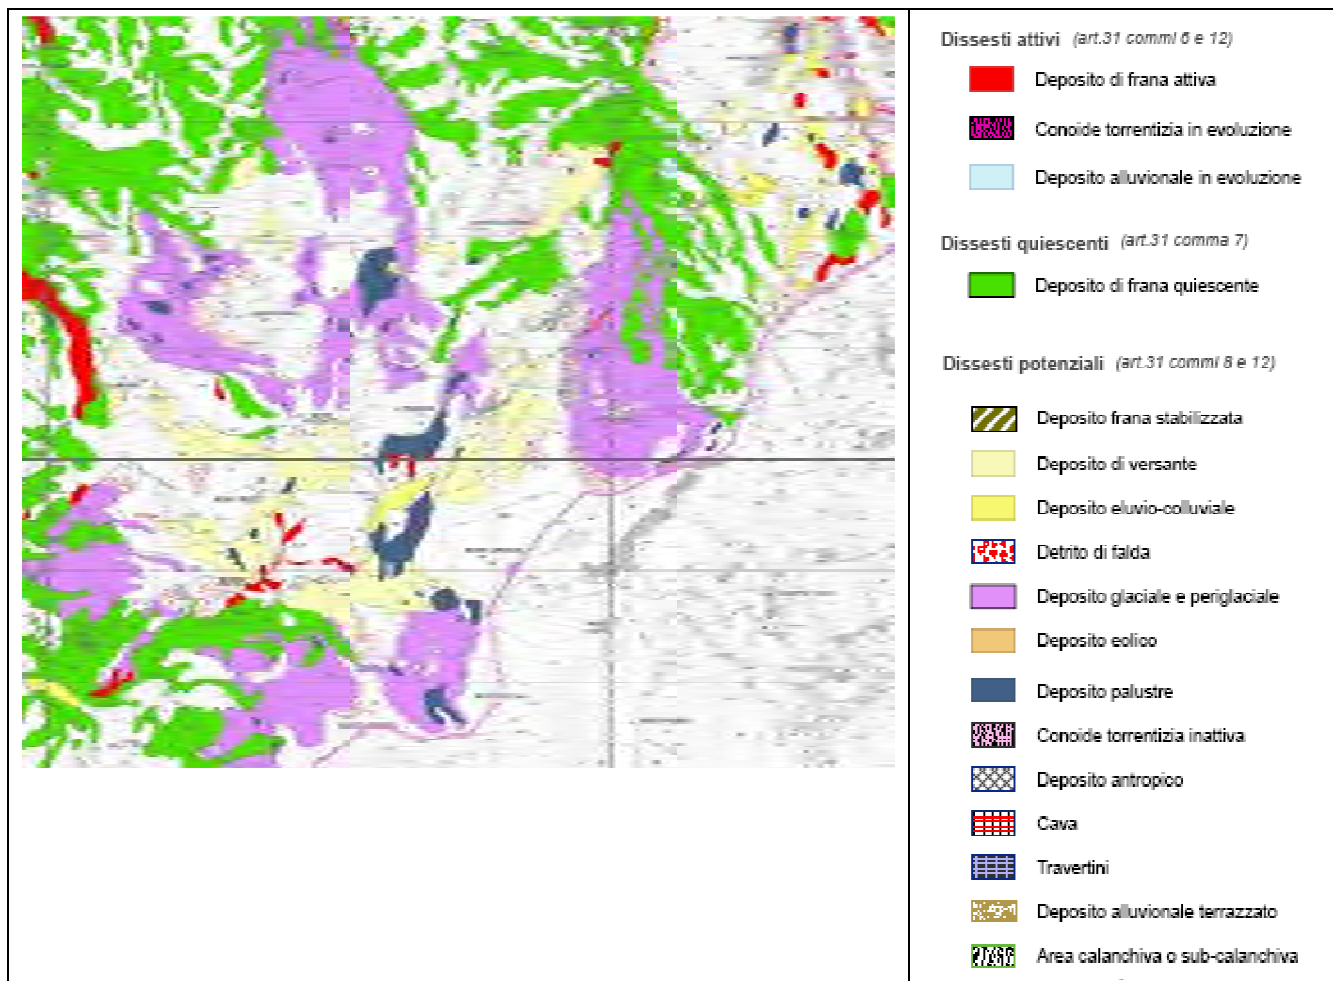 Dissesti attivi (art.31 commi 6 e 12)
Deposito di frana attiva
Conoide torrentizia in evoluzione
Deposito alluvionale in evoluzione
Dissesti quiescenti (art.31 comma 7)
Deposito di frana quiescente
Dissesti potenziali (art.31 commi 8 e 12)
Deposito frana stabilizzata
Deposito di versante
Deposito eluvio-colluviale
Detrito di falda
Deposito glaciale e periglaciale
Deposito eolico
Deposito palustre
Conoide torrentizia inattiva
Deposito antropico
Cava
Travertini
Deposito alluvionale terrazzato
Area calanchiva o sub-calanchiva